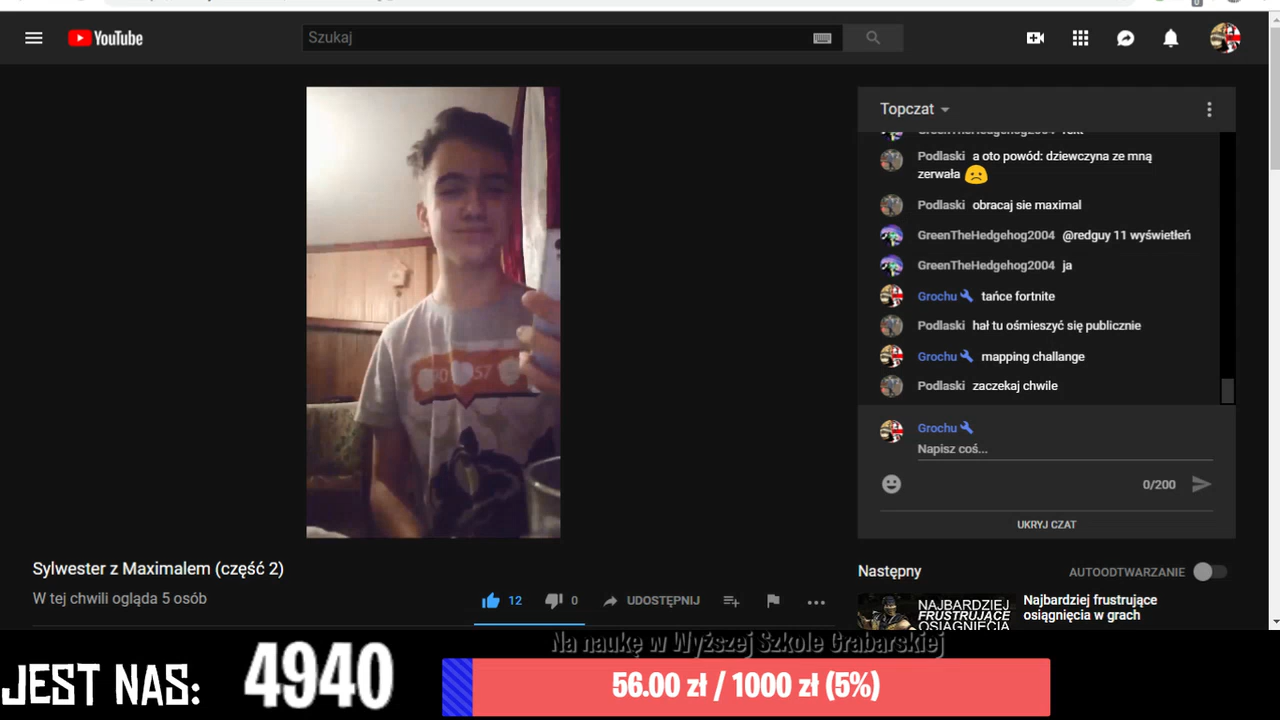 YouTube
Szukaj
0
Topczat
GreenTheHedgehog2004
Podlaski a oto powód: dziewczyna ze mną
zerwała
Podlaski obracaj sie maximal
GreenTheHedgehog2004 @redguy 11 wyświetleń
GreenTheHedgehog2004 ja
Grochu tańce fortnite
Podlaski hał tu ośmieszyć się publicznie
Grochu mapping challange
Podlaski zaczekaj chwile
Grochu
Napisz coś...
0/200
UKRYJ CZAT
Sylwester z Maximalem (część 2)
W tej chwili ogląda 5 osób
12
0
UDOSTĘPNIJ
Następny
AUTOODTWARZANIE
NAJBARDZIEJ
FRUSTRUJĄCE
OSIĄGNIĘCIA
Najbardziej frustrujące
osiągnięcia w grach
Na naukę w Wyższej Szkole Grabarskiej
JEST NAS:
4940
56.00 zł / 1000 zł (5%)